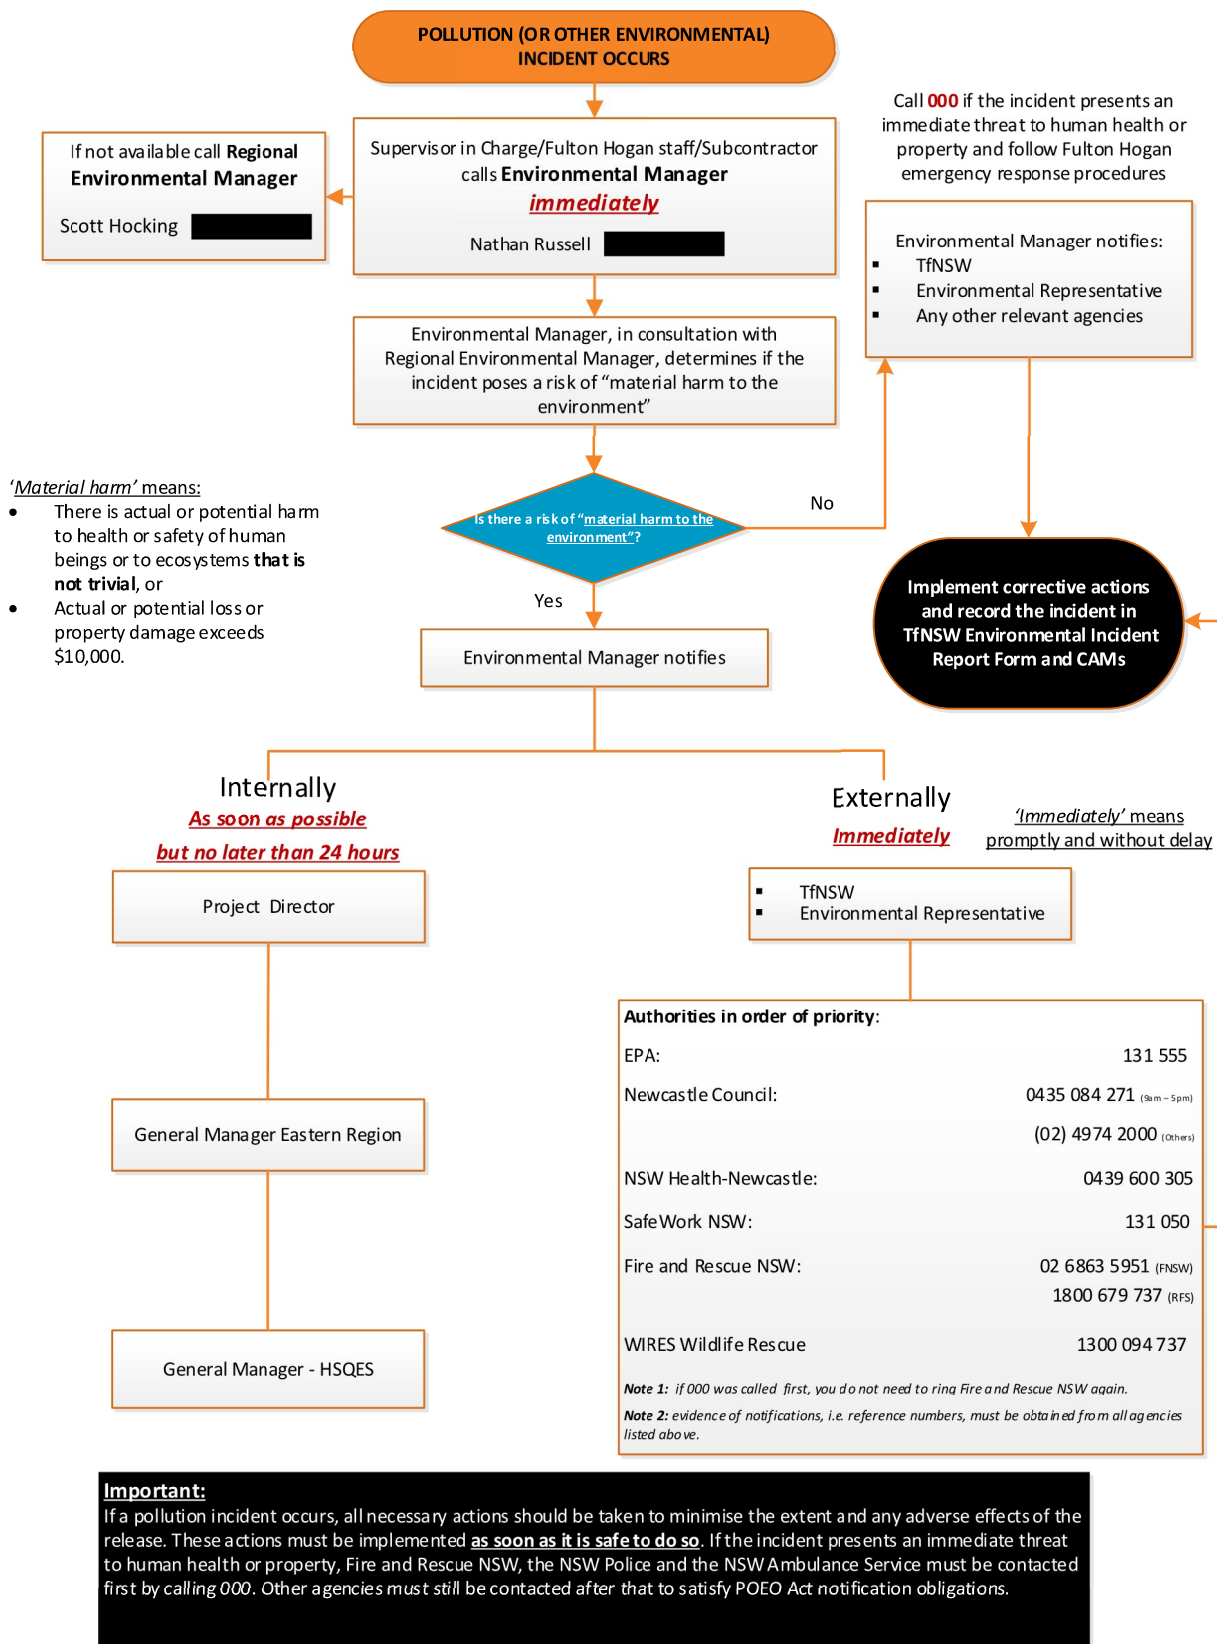 POLLUTION (OR OTHER ENVIRONMENTAL)
INCIDENT OCCURS
Call 000 if the incident presents an
immediate threat to human health or
property and follow Fulton Hogan
emergency response procedures
If not available call Regional
Environmental Manager
Scott Hocking
Supervisor in Charge/Fulton Hogan staff/Subcontractor
calls Environmental Manager
immediately
Nathan Russell
Environmental Manager notifies:
▪ TfNSW
▪ Environmental Representative
▪ Any other relevant agencies
Environmental Manager, in consultation with
Regional Environmental Manager, determines if the
incident poses a risk of “material harm to the
environment”
‘Material harm’ means:
• There is actual or potential harm
to health or safety of human
beings or to ecosystems that is
not trivial, or
• Actual or potential loss or
property damage exceeds
$10,000.
Is there a risk of “material harm to the
environment”?
No
Yes
Implement corrective actions
and record the incident in
TfNSW Environmental Incident
Report Form and CAMs
Environmental Manager notifies
Internally
As soon as possible
but no later than 24 hours
Project Director
General Manager Eastern Region
General Manager - HSQES
Externally
Immediately
‘Immediately’ means
promptly and without delay
▪ TfNSW
▪ Environmental Representative
Authorities in order of priority:
EPA: 131 555
Newcastle Council: 0435 084 271 (9am – 5pm)
(02) 4974 2000 (Others)
NSW Health-Newcastle: 0439 600 305
SafeWork NSW: 131 050
Fire and Rescue NSW: 02 6863 5951 (FNSW)
1800 679 737 (RFS)
WIRES Wildlife Rescue 1300 094 737
Note 1: if 000 was called first, you do not need to ring Fire and Rescue NSW again.
Note 2: evidence of notifications, i.e. reference numbers, must be obtained from all agencies
listed above.
Important:
If a pollution incident occurs, all necessary actions should be taken to minimise the extent and any adverse effects of the
release. These actions must be implemented as soon as it is safe to do so. If the incident presents an immediate threat
to human health or property, Fire and Rescue NSW, the NSW Police and the NSW Ambulance Service must be contacted
first by calling 000. Other agencies must still be contacted after that to satisfy POEO Act notification obligations.